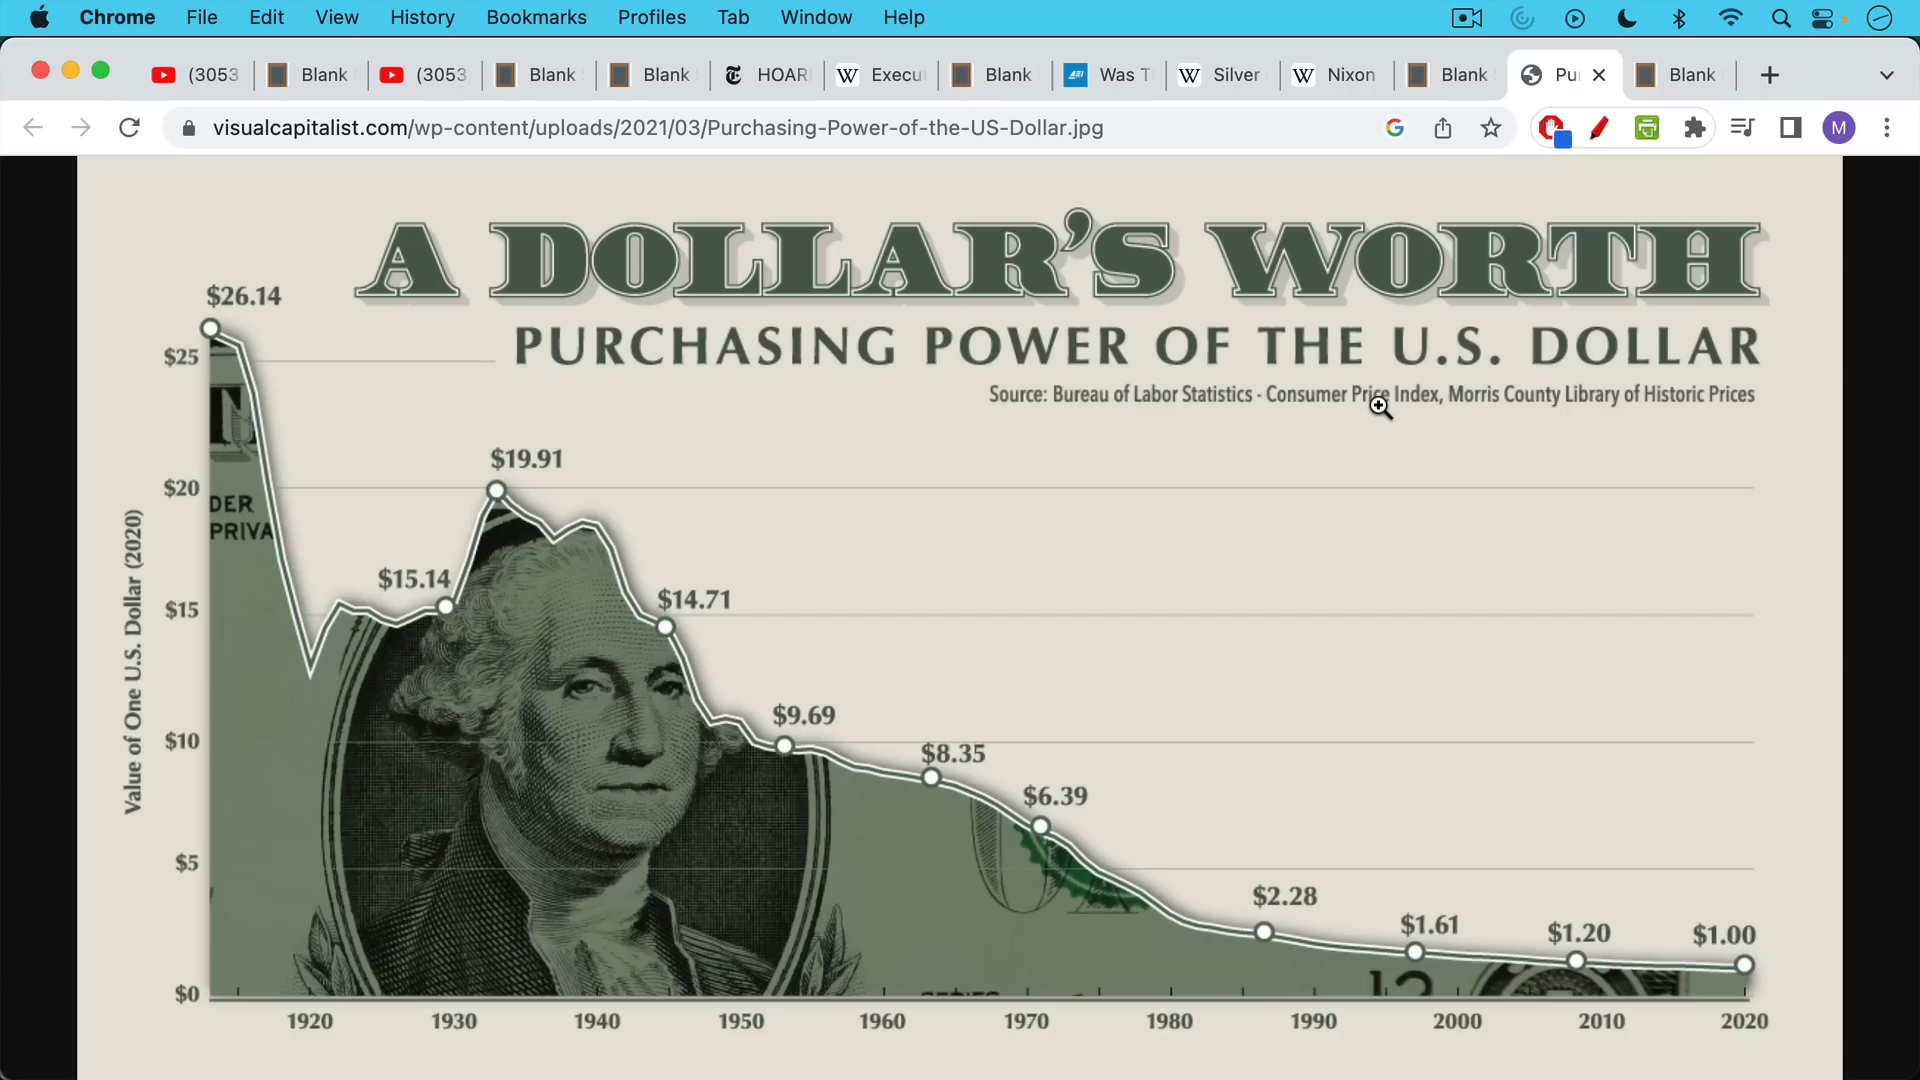 Chrome File Edit View History Bookmarks Profiles Tab Window Help
(3053 Blank (3053 Blank Blank HOAR Execu Blank Was T Silver Nixon Blank Pu Blank
visualcapitalist.com/wp-content/uploads/2021/03/Purchasing-Power-of-the-US-Dollar.jpg
M
A DOLLAR'S WORTH
PURCHASING POWER OF THE U.S. DOLLAR
Source: Bureau of Labor Statistics - Consumer Price Index, Morris County Library of Historic Prices
Value of One U.S. Dollar (2020)
$25
$20
$15
$10
$5
$0
$26.14
$15.14
$19.91
$14.71
$9.69
$8.35
$6.39
$2.28
$1.61
$1.20
$1.00
DER
PRIVA
1920 1930 1940 1950 1960 1970 1980 1990 2000 2010 2020